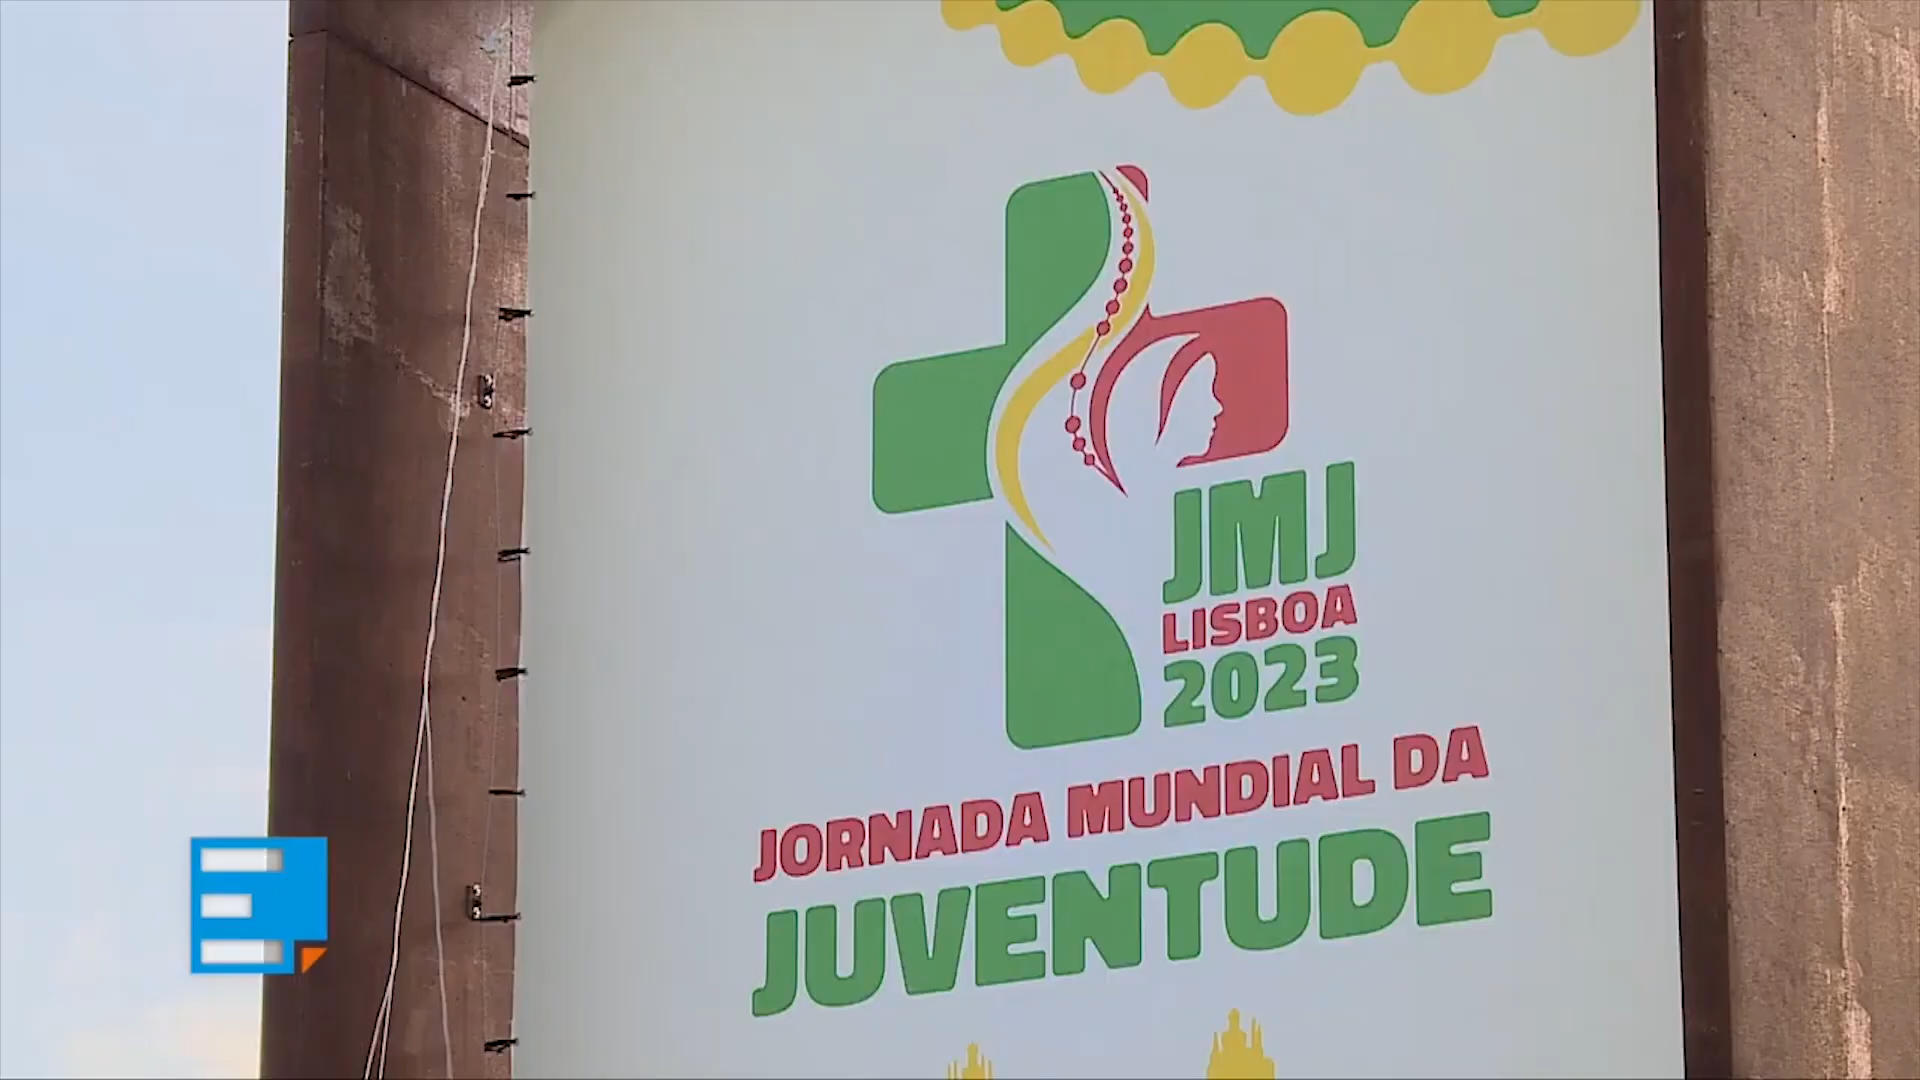 JMJ
LISBOA
2023
JORNADA MUNDIAL DA
JUVENTUDE
E